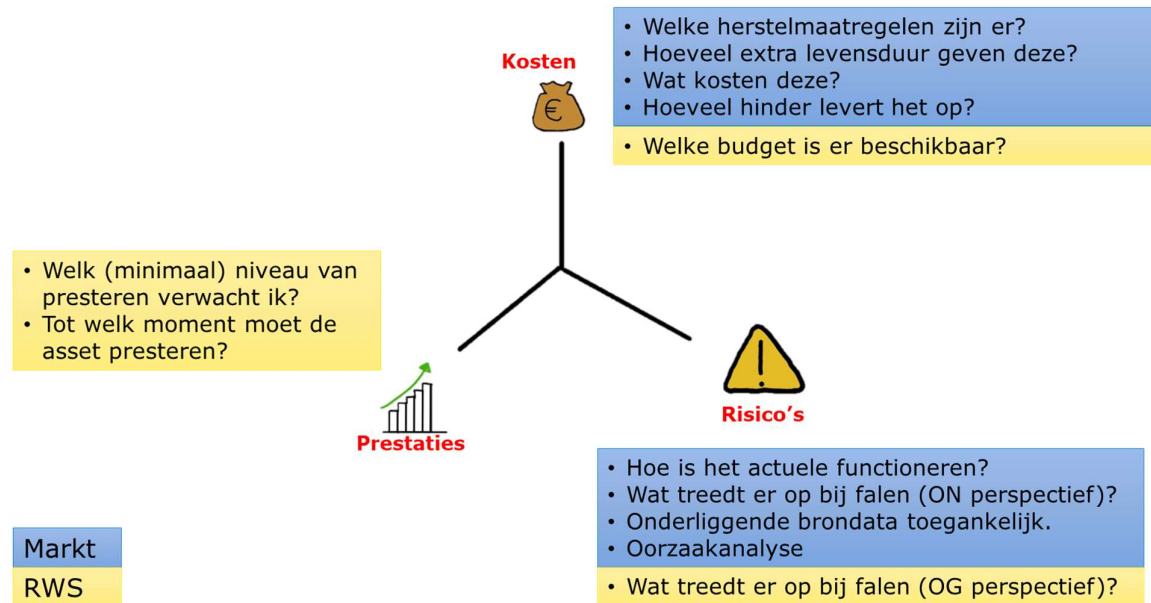 Kosten
€
• Welke herstelmaatregelen zijn er?
• Hoeveel extra levensduur geven deze?
• Wat kosten deze?
• Hoeveel hinder levert het op?
• Welke budget is er beschikbaar?
• Welk (minimaal) niveau van
presteren verwacht ik?
• Tot welk moment moet de
asset presteren?
Prestaties
!
Risico's
• Hoe is het actuele functioneren?
• Wat treedt er op bij falen (ON perspectief)?
• Onderliggende brondata toegankelijk.
• Oorzaakanalyse
• Wat treedt er op bij falen (OG perspectief)?
Markt
RWS